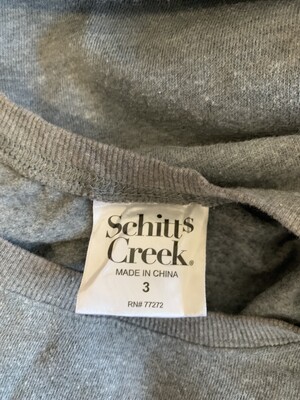 Schitt$
Creek®
MADE IN CHINA
3
RN# 77272